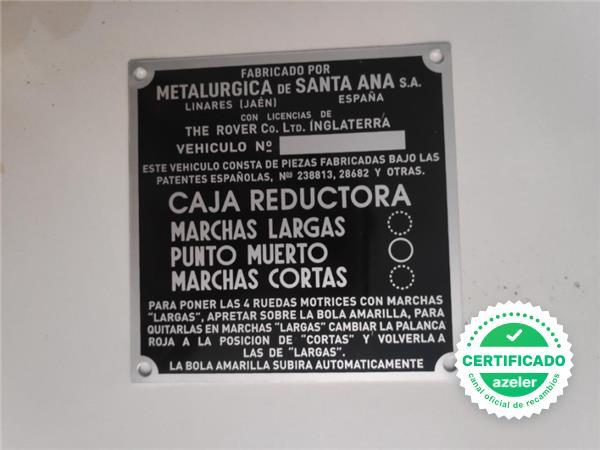 FABRICADO POR
METALURGICA DE SANTA ANA S.A.
LINARES (JAÉN) ESPAÑA
CON LICENCIAS DE
THE ROVER Co. LTD. INGLATERRA
VEHICULO Nº
ESTE VEHICULO CONSTA DE PIEZAS FABRICADAS BAJO LAS
PATENTES ESPAÑOLAS, Nos 238813, 28682 Y OTRAS.
CAJA REDUCTORA
MARCHAS LARGAS
PUNTO MUERTO
MARCHAS CORTAS
PARA PONER LAS 4 RUEDAS MOTRICES CON MARCHAS
"LARGAS", APRETAR SOBRE LA BOLA AMARILLA, PARA
QUITARLAS EN MARCHAS "LARGAS" CAMBIAR LA PALANCA
ROJA A LA POSICION DE "CORTAS" Y VOLVERLA A
LAS DE "LARGAS".
LA BOLA AMARILLA SUBIRA AUTOMATICAMENTE
CERTIFICADO
azeler
canal oficial de recambios